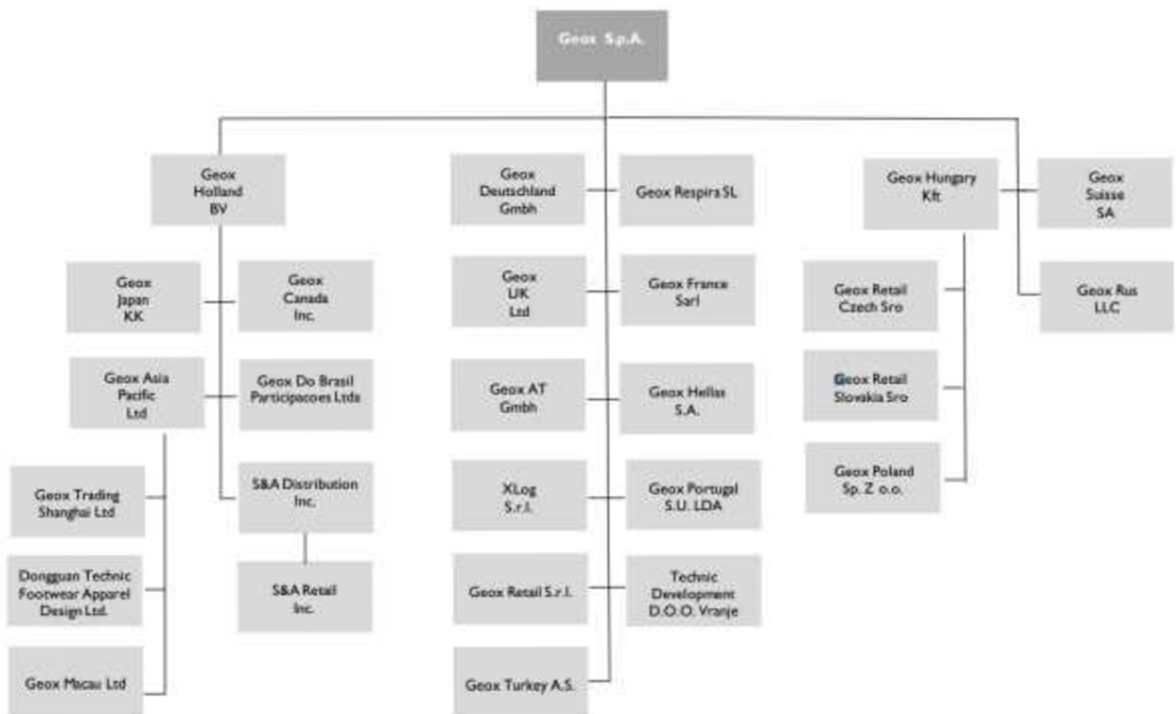 Geox S.p.A.
Geox
Holland
BV
Geox
Deutschland
Gmbh
Geox Respira SL
Geox Hungary
Kft
Geox
Suisse
SA
Geox
Japan
KK
Geox
Canada
Inc.
Geox
UK
Ltd
Geox France
Sarl
Geox Retail
Czech Sro
Geox Rus
LLC
Geox Asia
Pacific
Ltd
Geox Do Brasil
Participacoes Ltda
Geox AT
Gmbh
Geox Hellas
S.A.
Geox Retail
Slovakia Sro
Geox Trading
Shanghai Ltd
S&A Distribution
Inc.
XLog
S.r.l.
Geox Portugal
S.U. LDA
Geox Poland
Sp. Z o.o.
Dongguan Technic
Footwear Apparel
Design Ltd.
S&A Retail
Inc.
Geox Retail S.r.l.
Technic
Development
D.O.O. Vranje
Geox Macau Ltd
Geox Turkey A.S.